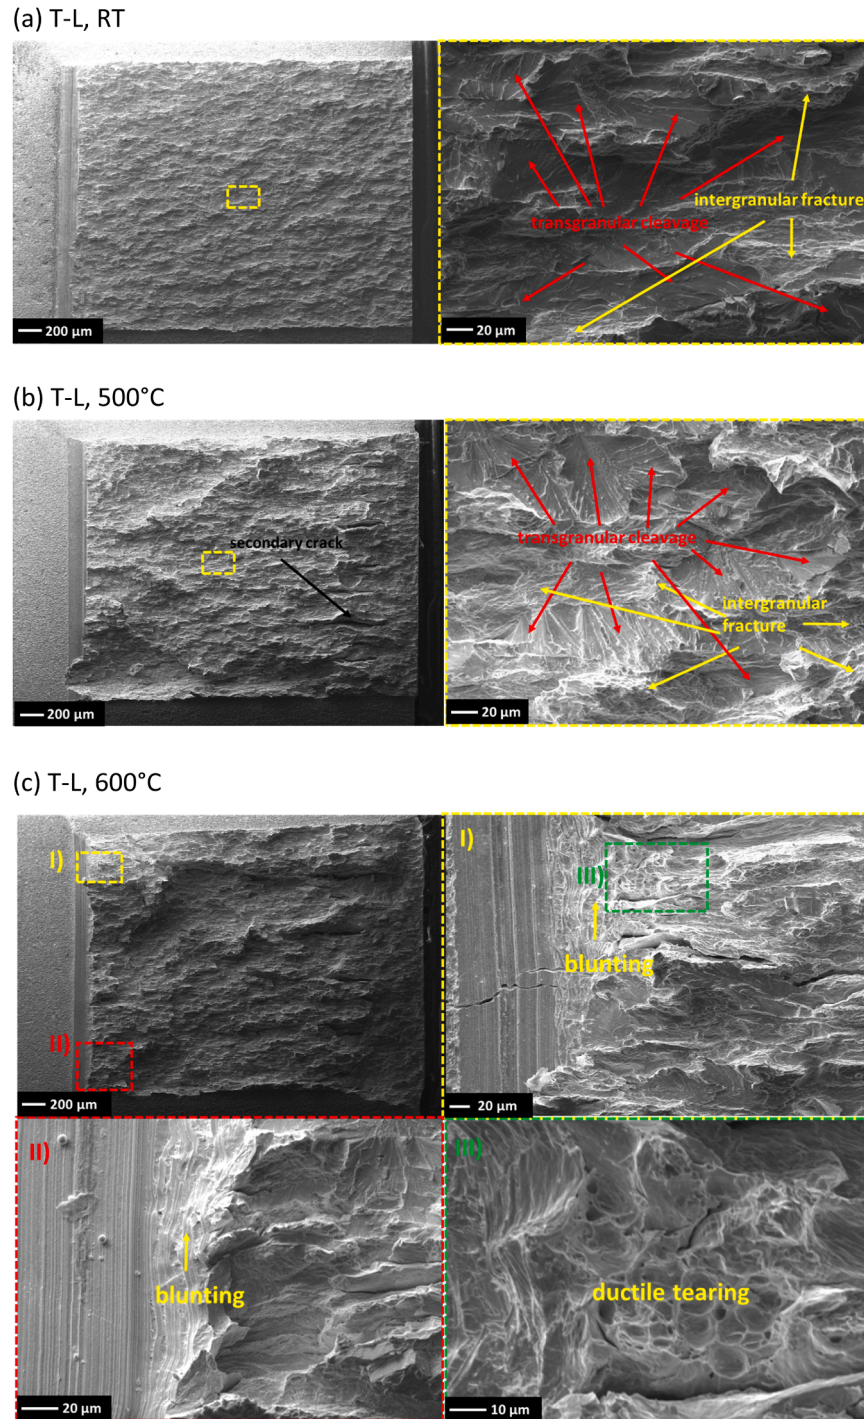 (a) T-L, RT
transgranular cleavage
intergranular fracture
200 µm
20 µm
(b) T-L, 500°C
secondary crack
transgranular cleavage
intergranular
fracture
200 µm
20 µm
(c) T-L, 600°C
I)
II)
200 µm
I)
III)
blunting
20 µm
II)
blunting
20 µm
III)
ductile tearing
10 µm